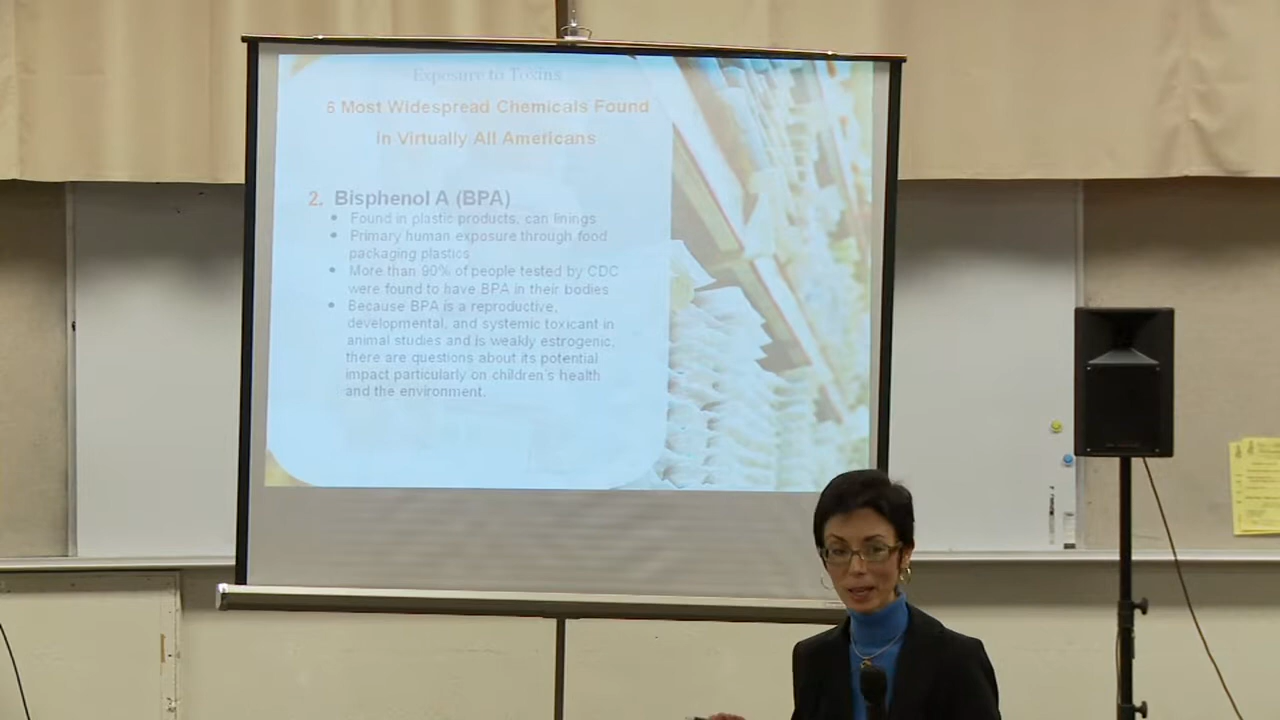 Exposure to Toxins
6 Most Widespread Chemicals Found
in Virtually All Americans
2. Bisphenol A (BPA)
• Found in plastic products, can linings
• Primary human exposure through food
packaging plastics
• More than 90% of people tested by CDC
were found to have BPA in their bodies
• Because BPA is a reproductive,
developmental, and systemic toxicant in
animal studies and is weakly estrogenic,
there are questions about its potential
impact particularly on children's health
and the environment.